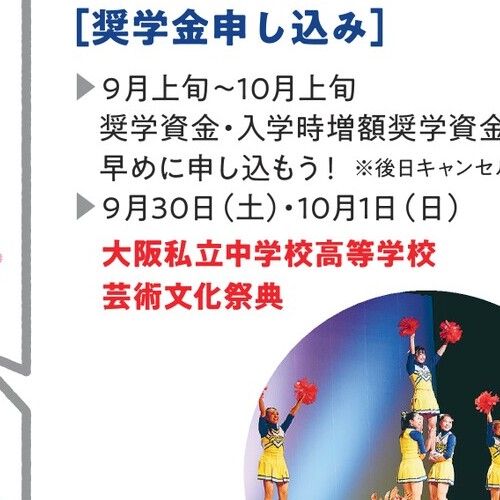 [奨学金申し込み]
▶9月上旬~10月上旬
奨学資金・入学時増額奨学資金
早めに申し込もう! ※後日キャンセル
▶9月30日(土)・10月1日(日)
大阪私立中学校高等学校
芸術文化祭典